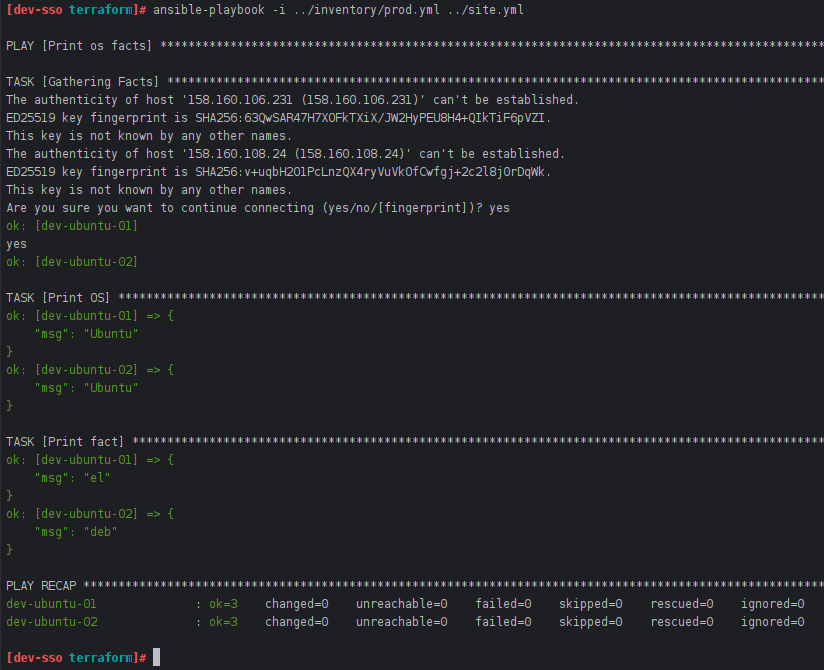 [dev-sso terraform]# ansible-playbook -i ../inventory/prod.yml ../site.yml
PLAY [Print os facts] ***********************************************************************************************
TASK [Gathering Facts] **********************************************************************************************
The authenticity of host '158.160.106.231 (158.160.106.231)' can't be established.
ED25519 key fingerprint is SHA256:63QwSAR47H7XOFkTXiX/JW2HyPEU8H4+QIkTiF6pVZI.
This key is not known by any other names.
The authenticity of host '158.160.108.24 (158.160.108.24)' can't be established.
ED25519 key fingerprint is SHA256:v+uqbH2OlPcLnzQX4ryVuVkOfCwfgj+2c2l8j0rDqWk.
This key is not known by any other names.
Are you sure you want to continue connecting (yes/no/[fingerprint])? yes
ok: [dev-ubuntu-01]
yes
ok: [dev-ubuntu-02]
TASK [Print OS] *****************************************************************************************************
ok: [dev-ubuntu-01] => {
    "msg": "Ubuntu"
}
ok: [dev-ubuntu-02] => {
    "msg": "Ubuntu"
}
TASK [Print fact] ***************************************************************************************************
ok: [dev-ubuntu-01] => {
    "msg": "el"
}
ok: [dev-ubuntu-02] => {
    "msg": "deb"
}
PLAY RECAP **********************************************************************************************************
dev-ubuntu-01              : ok=3    changed=0    unreachable=0    failed=0    skipped=0    rescued=0    ignored=0
dev-ubuntu-02              : ok=3    changed=0    unreachable=0    failed=0    skipped=0    rescued=0    ignored=0
[dev-sso terraform]#